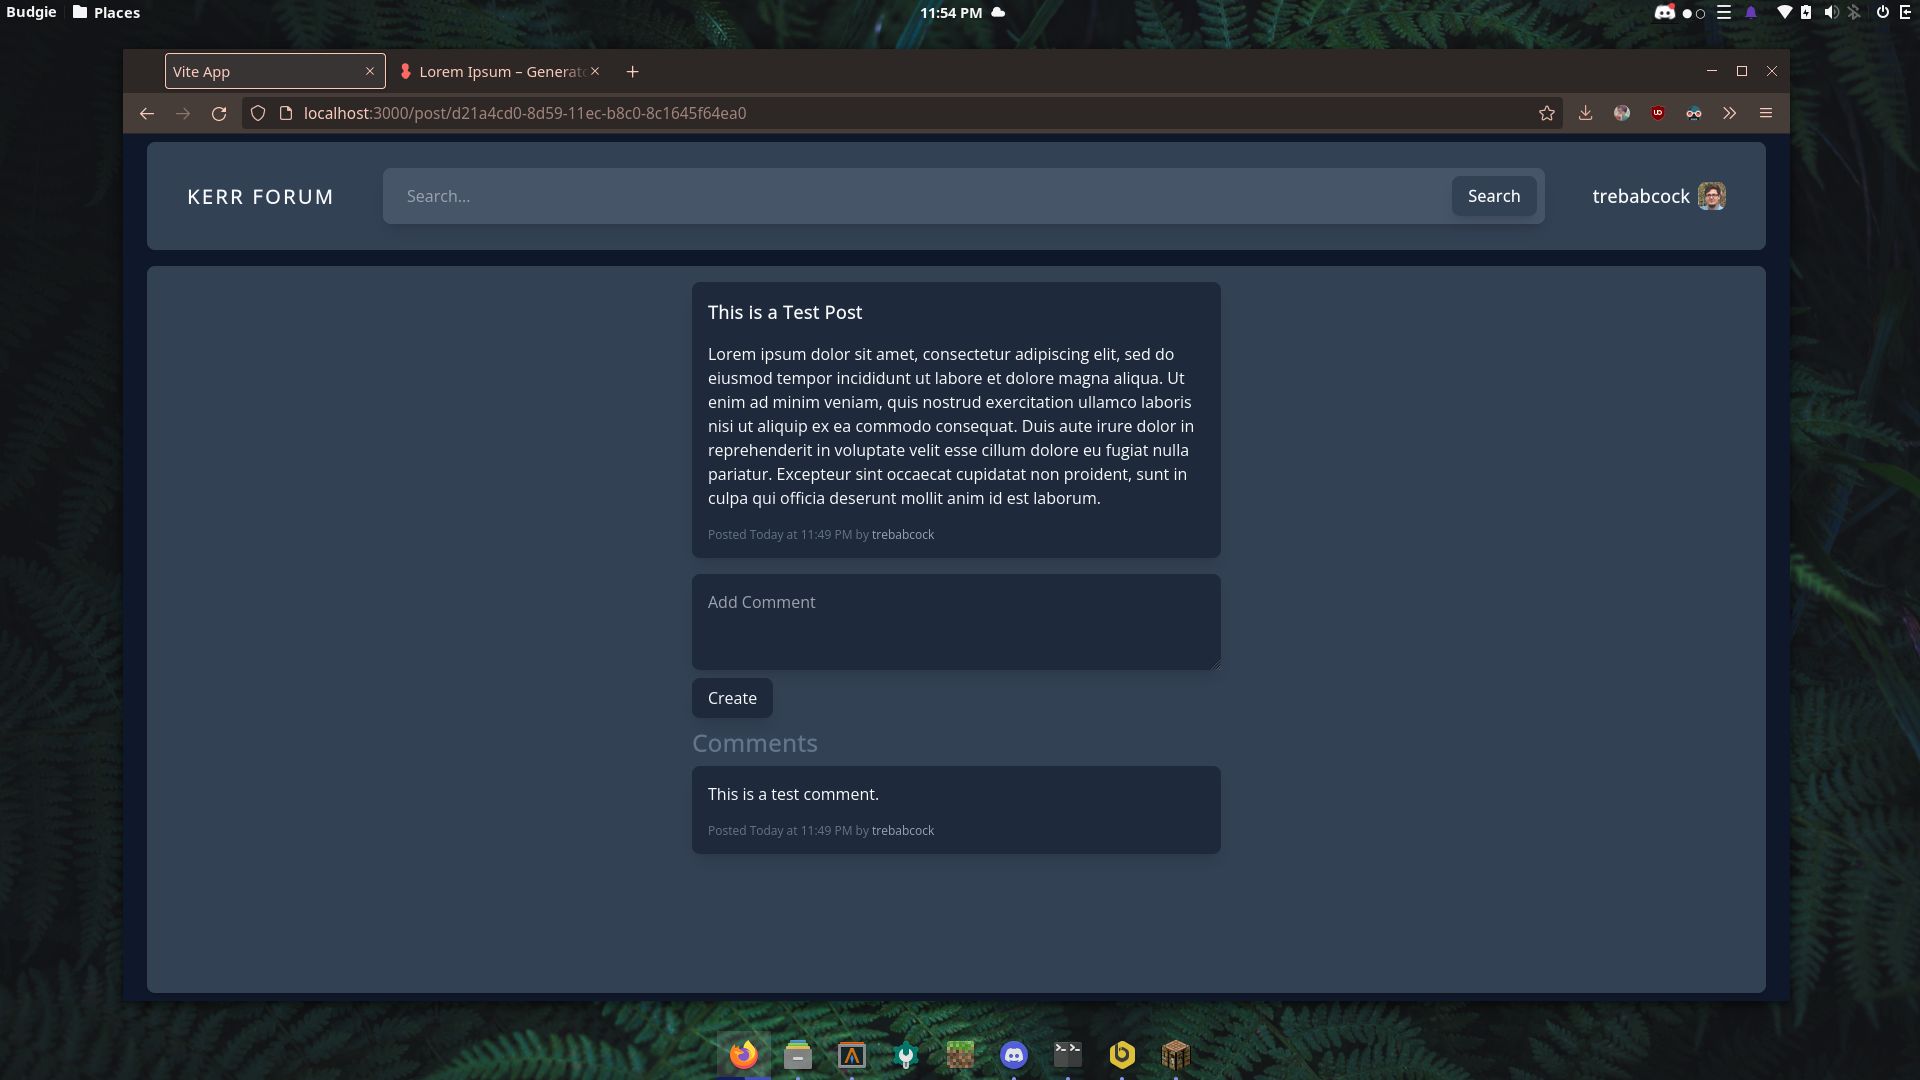 Budgie Places 11:54 PM
Vite App
Lorem Ipsum – Generat
localhost:3000/post/d21a4cd0-8d59-11ec-b8c0-8c1645f64ea0
KERR FORUM
Search...
Search
trebabcock
This is a Test Post
Lorem ipsum dolor sit amet, consectetur adipiscing elit, sed do
eiusmod tempor incididunt ut labore et dolore magna aliqua. Ut
enim ad minim veniam, quis nostrud exercitation ullamco laboris
nisi ut aliquip ex ea commodo consequat. Duis aute irure dolor in
reprehenderit in voluptate velit esse cillum dolore eu fugiat nulla
pariatur. Excepteur sint occaecat cupidatat non proident, sunt in
culpa qui officia deserunt mollit anim id est laborum.
Posted Today at 11:49 PM by trebabcock
Add Comment
Create
Comments
This is a test comment.
Posted Today at 11:49 PM by trebabcock